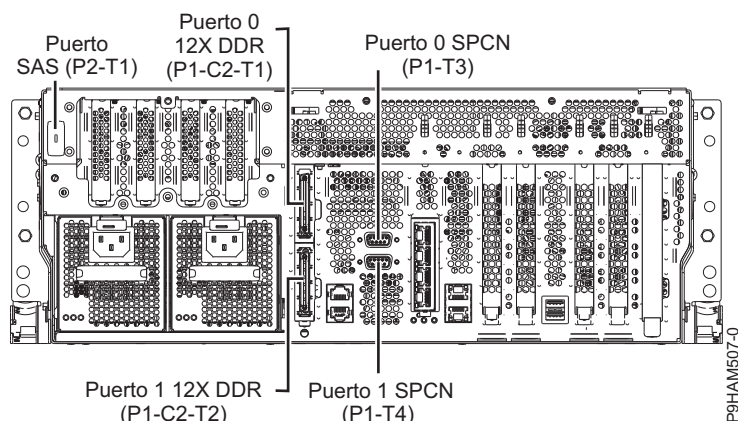 Puerto 0
12X DDR
(P1-C2-T1)
Puerto
SAS (P2-T1)
Puerto 0 SPCN
(P1-T3)
Puerto 1 12X DDR
(P1-C2-T2)
Puerto 1 SPCN
(P1-T4)
P9HAM507-0